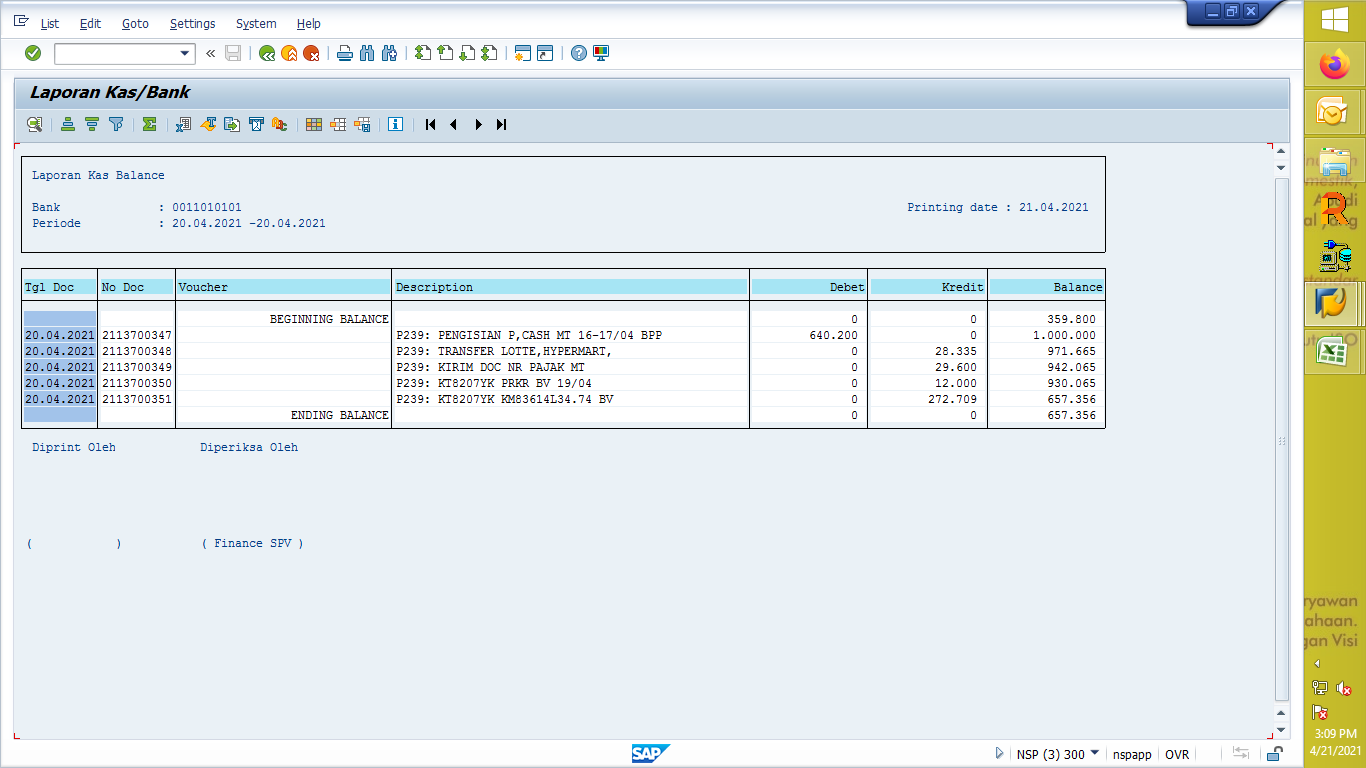 List Edit Goto Settings System Help
Laporan Kas/Bank
Laporan Kas Balance
Bank : 0011010101 Printing date : 21.04.2021
Periode : 20.04.2021 -20.04.2021
Tgl Doc No Doc Voucher Description Debet Kredit Balance
BEGINNING BALANCE 0 0 359.800
20.04.2021 2113700347 P239: PENGISIAN P,CASH MT 16-17/04 BPP 640.200 0 1.000.000
20.04.2021 2113700348 P239: TRANSFER LOTTE,HYPERMART, 0 28.335 971.665
20.04.2021 2113700349 P239: KIRIM DOC NR PAJAK MT 0 29.600 942.065
20.04.2021 2113700350 P239: KT8207YK PRKR BV 19/04 0 12.000 930.065
20.04.2021 2113700351 P239: KT8207YK KM83614L34.74 BV 0 272.709 657.356
ENDING BALANCE 0 0 657.356
Diprint Oleh Diperiksa Oleh
( ) ( Finance SPV )
SAP
NSP (3) 300 nspapp OVR
ryawan
ahaan.
gan Visi
3:09 PM
4/21/2021